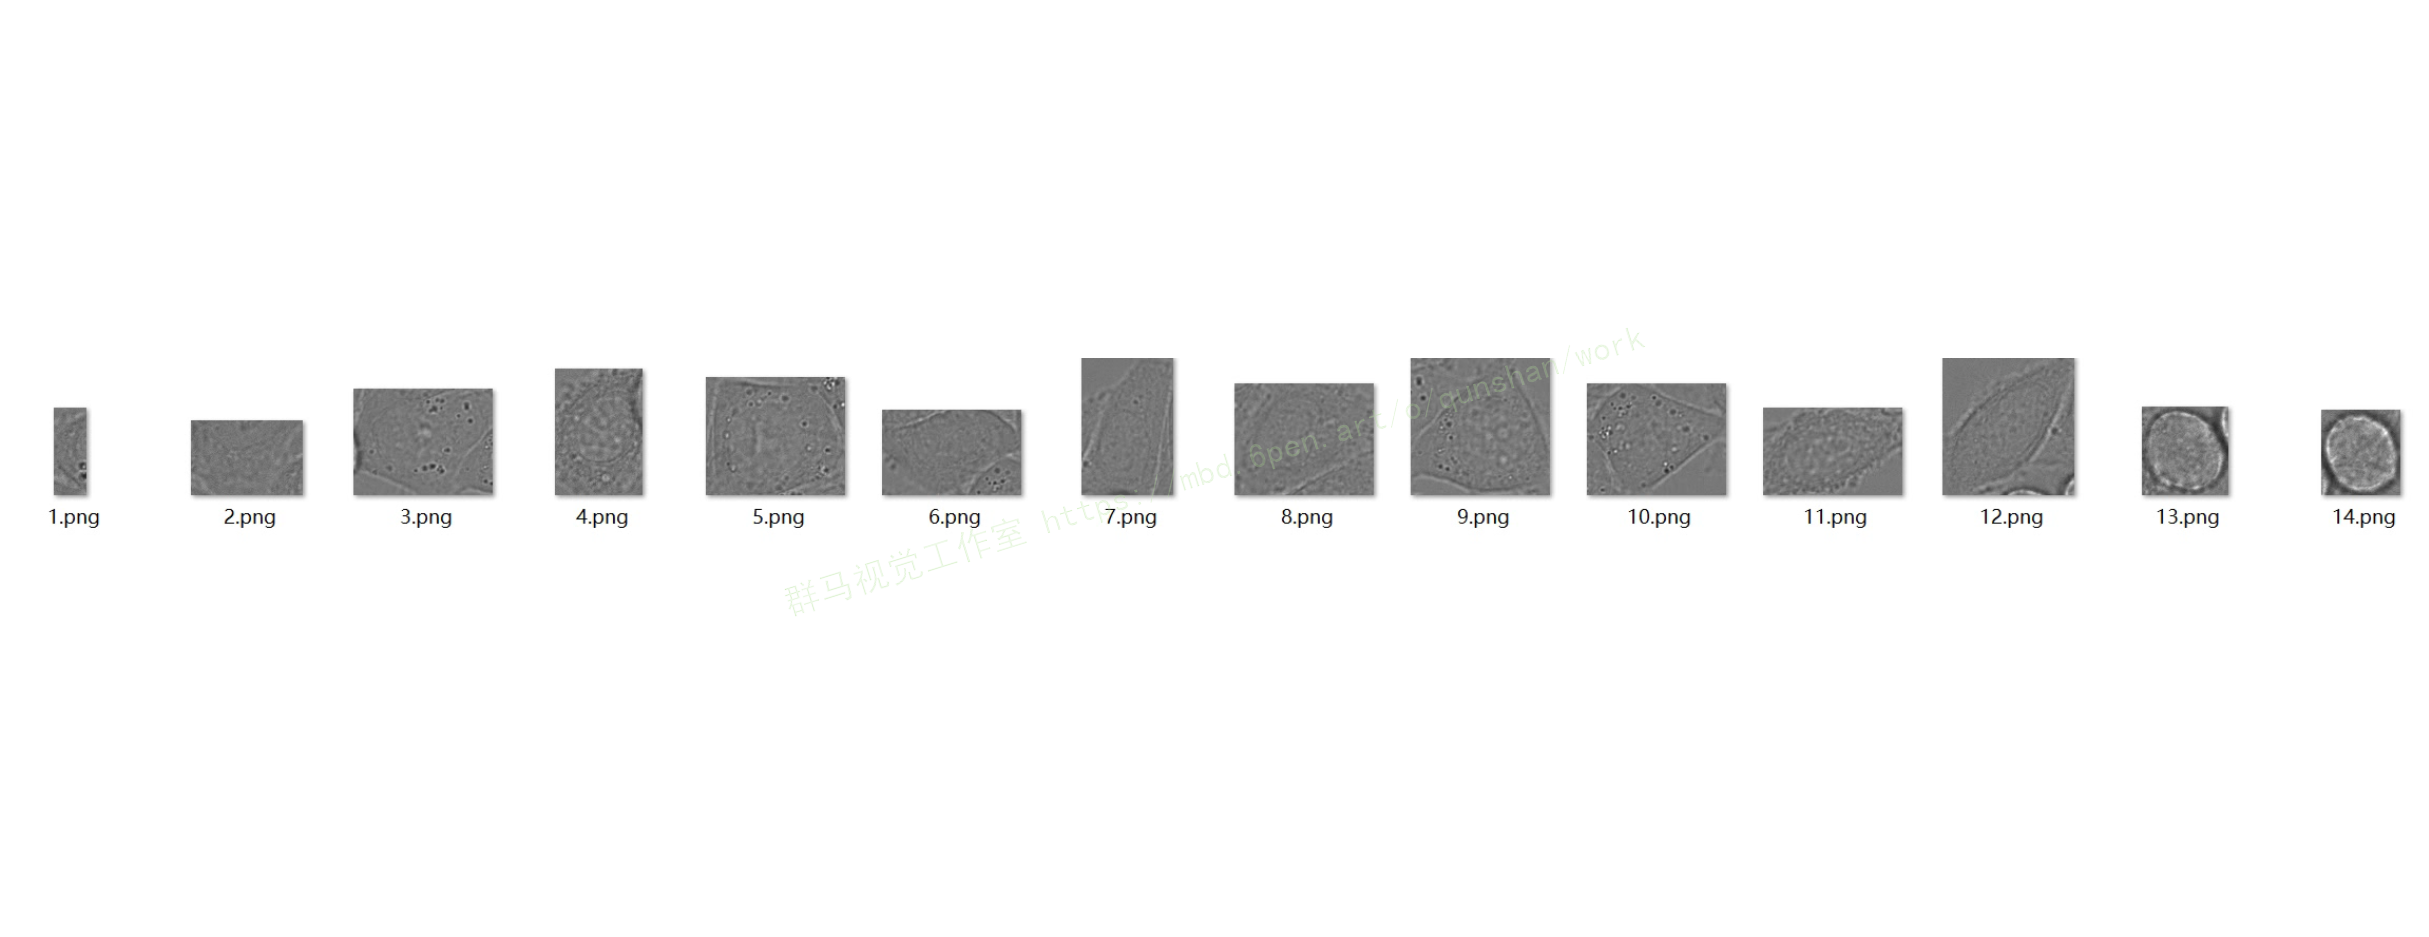 1.png 2.png 3.png 4.png 5.png 6.png 7.png 8.png 9.png 10.png 11.png 12.png 13.png 14.png
群马视觉工作室 https://mbd.6pen.art/o/qunshan/work